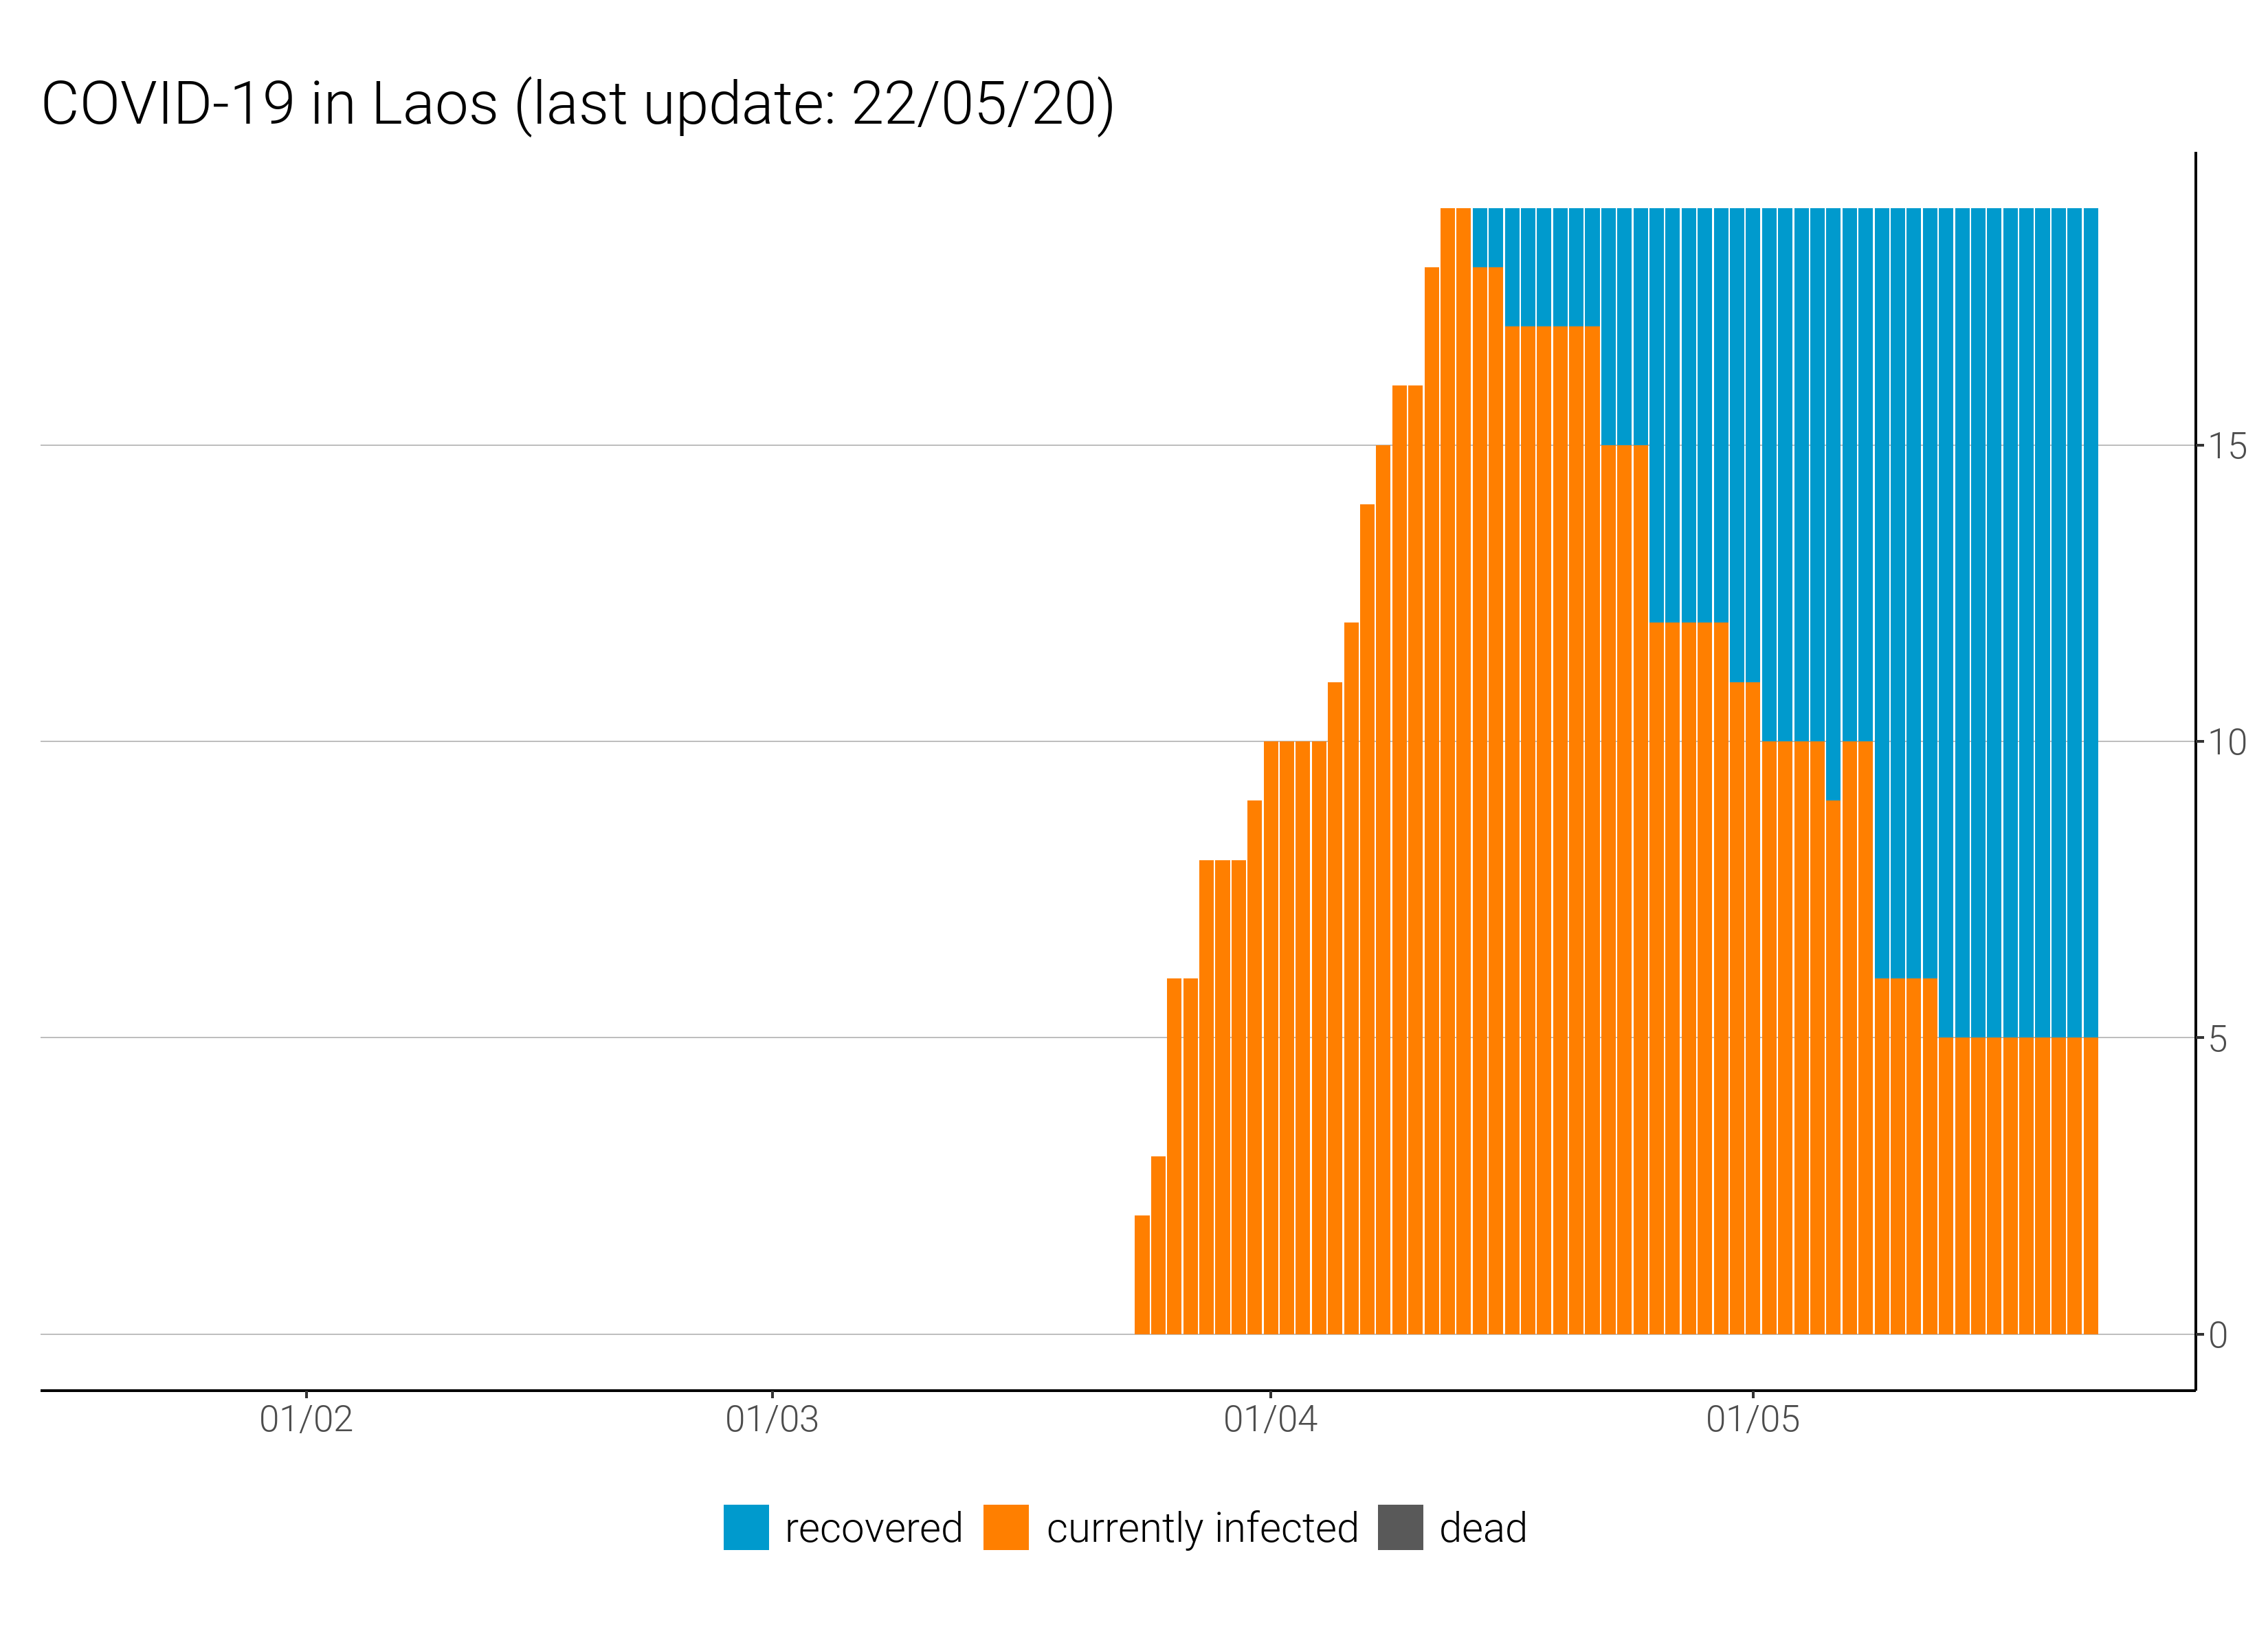 COVID-19 in Laos (last update: 22/05/20)
15
10
5
0
01/02 01/03 01/04 01/05
recovered currently infected dead